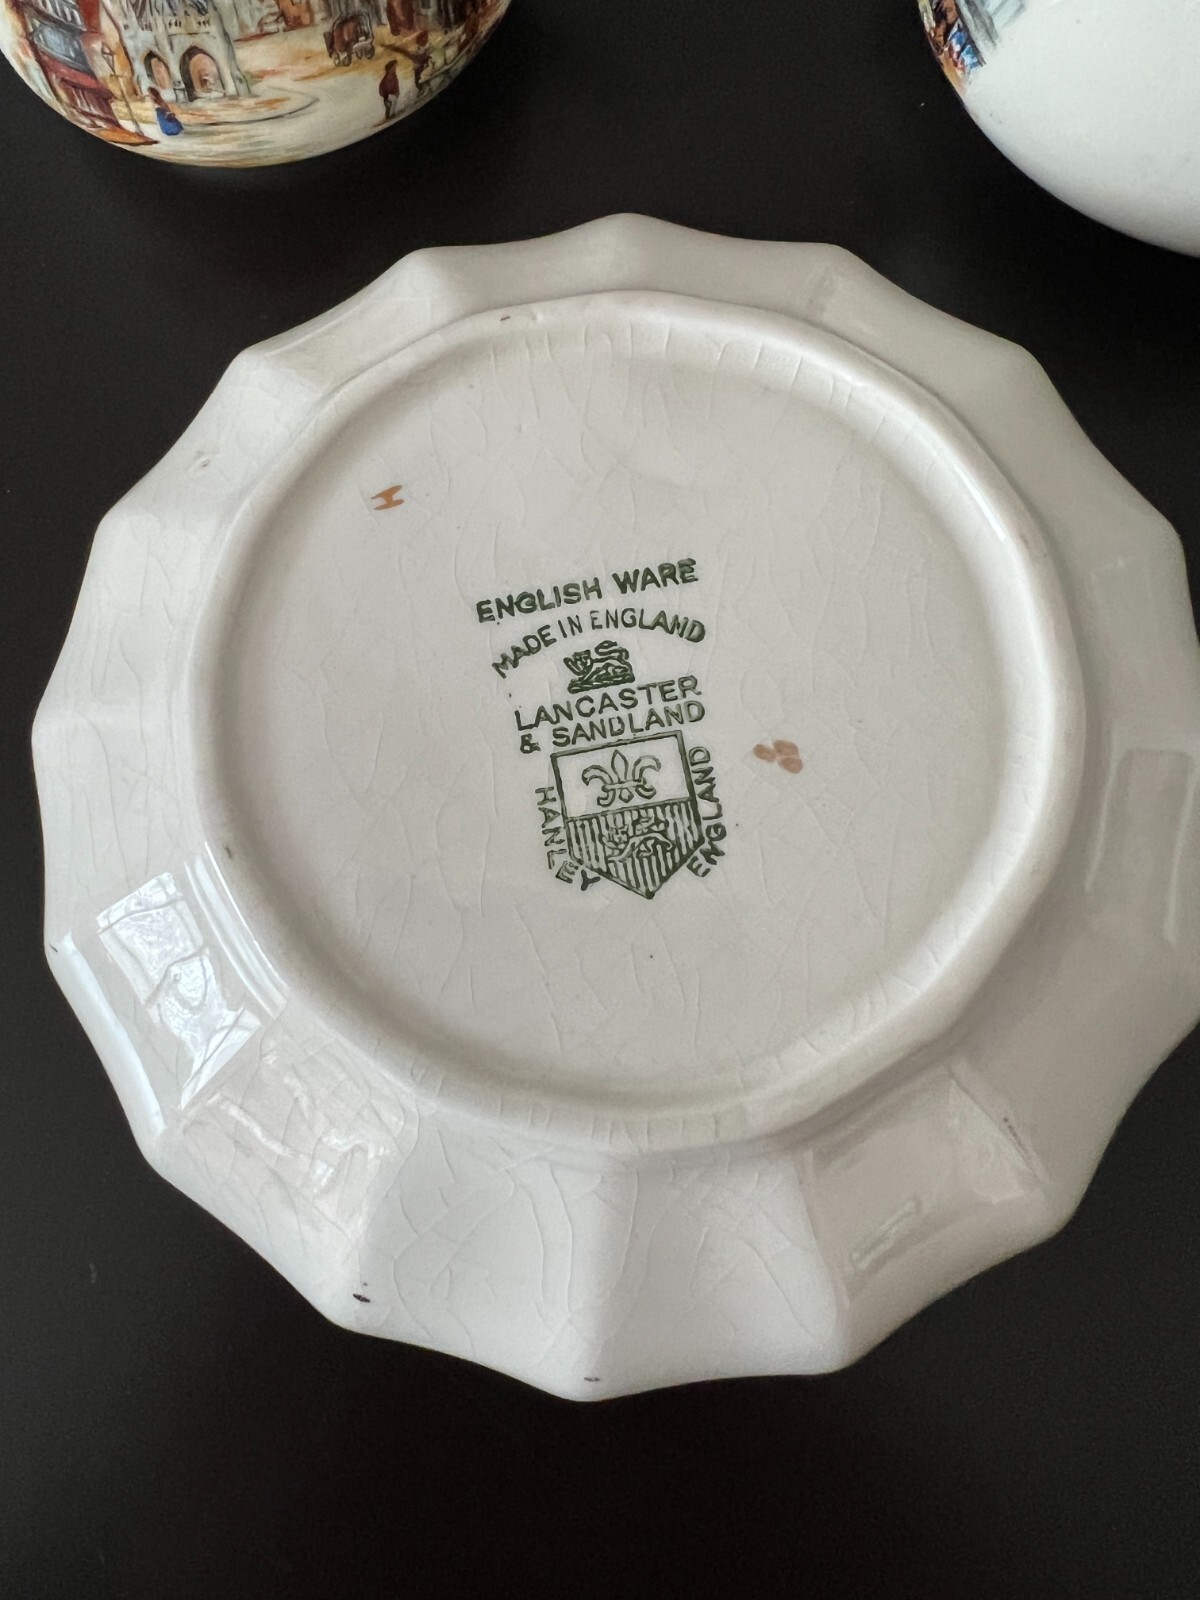 H
ENGLISH WARE
MADE IN ENGLAND
LANCASTER
& SANDLAND
HANLEY
ENGLAND